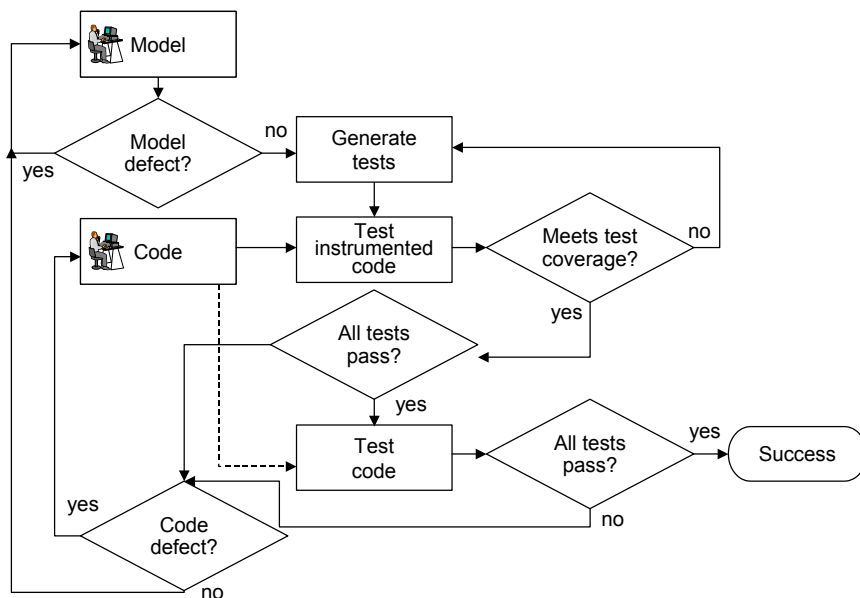 Model
Model
defect?
yes
no
Generate
tests
Code
Test
instrumented
code
Meets test
coverage?
no
yes
All tests
pass?
yes
Test
code
All tests
pass?
yes
Success
no
yes
Code
defect?
no